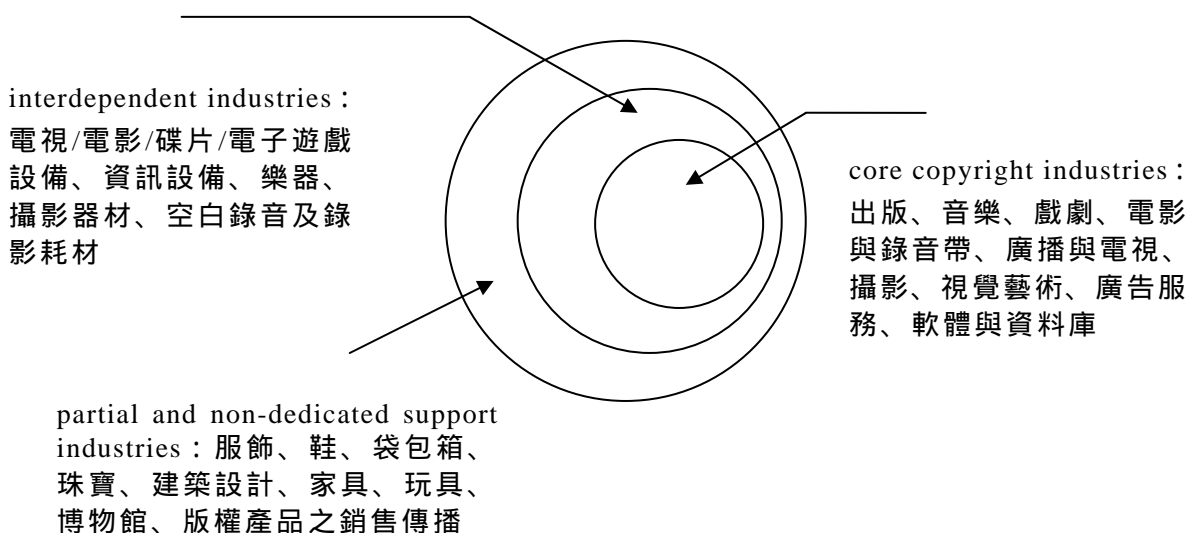 interdependent industries：
電視/電影/碟片/電子遊戲
設備、資訊設備、樂器、
攝影器材、空白錄音及錄
影耗材
core copyright industries：
出版、音樂、戲劇、電影
與錄音帶、廣播與電視、
攝影、視覺藝術、廣告服
務、軟體與資料庫
partial and non-dedicated support
industries：服飾、鞋、袋包箱、
珠寶、建築設計、家具、玩具、
博物館、版權產品之銷售傳播